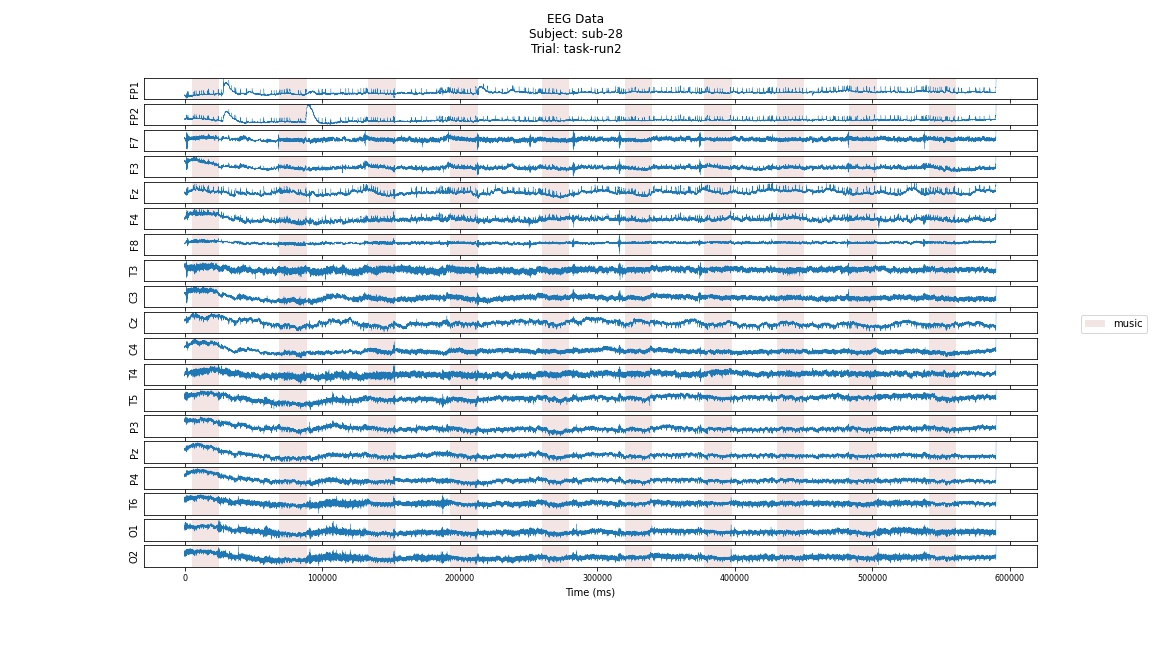 EEG Data
Subject: sub-28
Trial: task-run2
FP1
FP2
F7
F3
Fz
F4
F8
T3
C3
Cz
C4
T4
T5
P3
Pz
P4
T6
O1
O2
music
0 100000 200000 300000 400000 500000 600000
Time (ms)